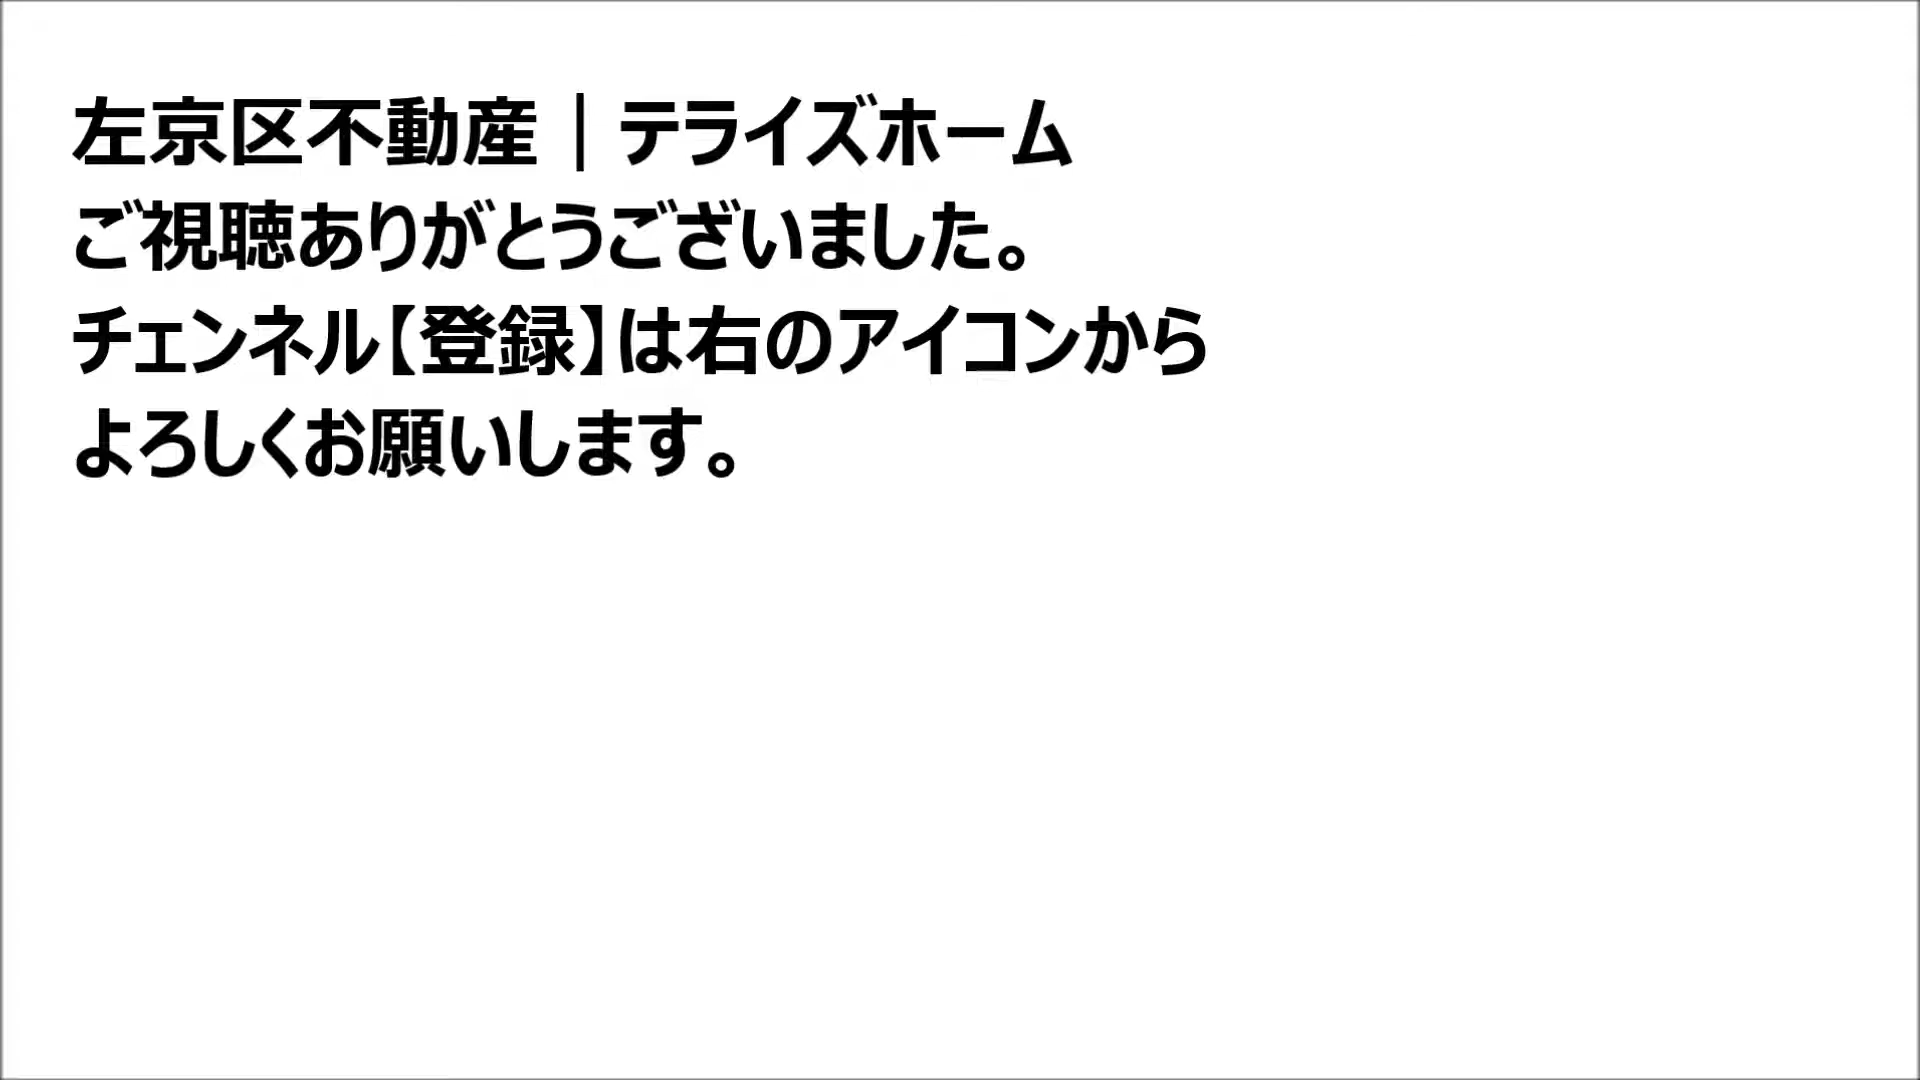 左京区不動産｜テライズホーム
ご視聴ありがとうございました。
チェンネル【登録】は右のアイコンから
よろしくお願いします。